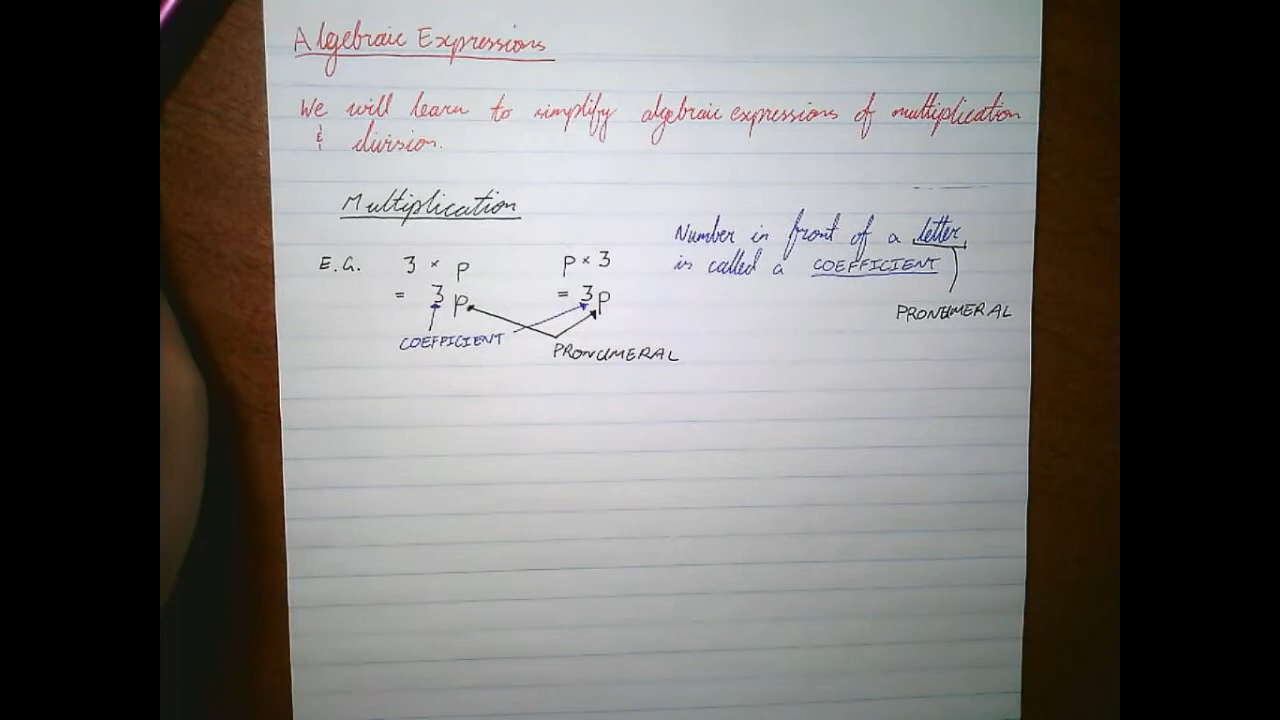 Algebraic Expressions
We will learn to simplify algebraic expressions of multiplication
& division.
Multiplication
E.G. 3 × p p × 3
= 3p = 3p
COEFFICIENT
PRONUMERAL
Number in front of a letter
is called a COEFFICIENT
PRONUMERAL